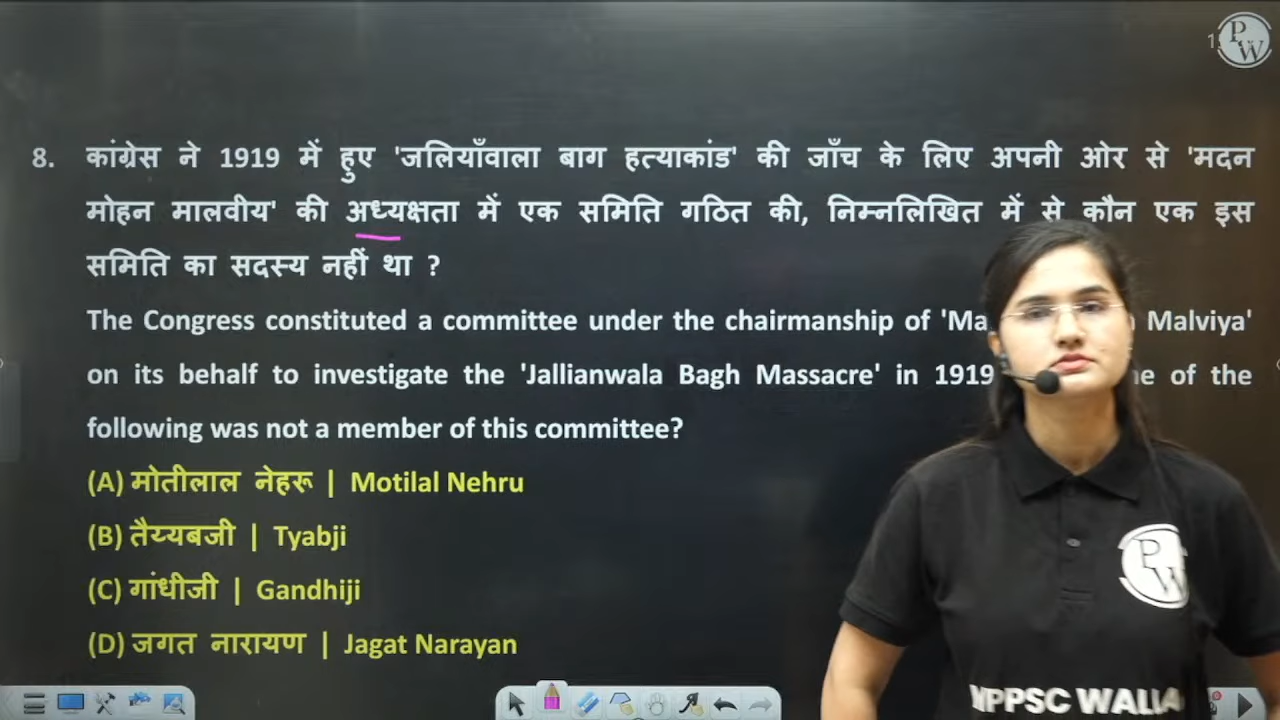 PW
8. कांग्रेस ने 1919 में हुए 'जलियाँवाला बाग हत्याकांड' की जाँच के लिए अपनी ओर से 'मदन
मोहन मालवीय' की अध्यक्षता में एक समिति गठित की, निम्नलिखित में से कौन एक इस
समिति का सदस्य नहीं था ?
The Congress constituted a committee under the chairmanship of Malviya'
on its behalf to investigate the 'Jallianwala Bagh Massacre' in 1919 of the
following was not a member of this committee?
(A) मोतीलाल नेहरू | Motilal Nehru
(B) तैय्यबजी | Tyabji
(C) गांधीजी | Gandhiji
(D) जगत नारायण | Jagat Narayan
PW
MPPSC WALLA